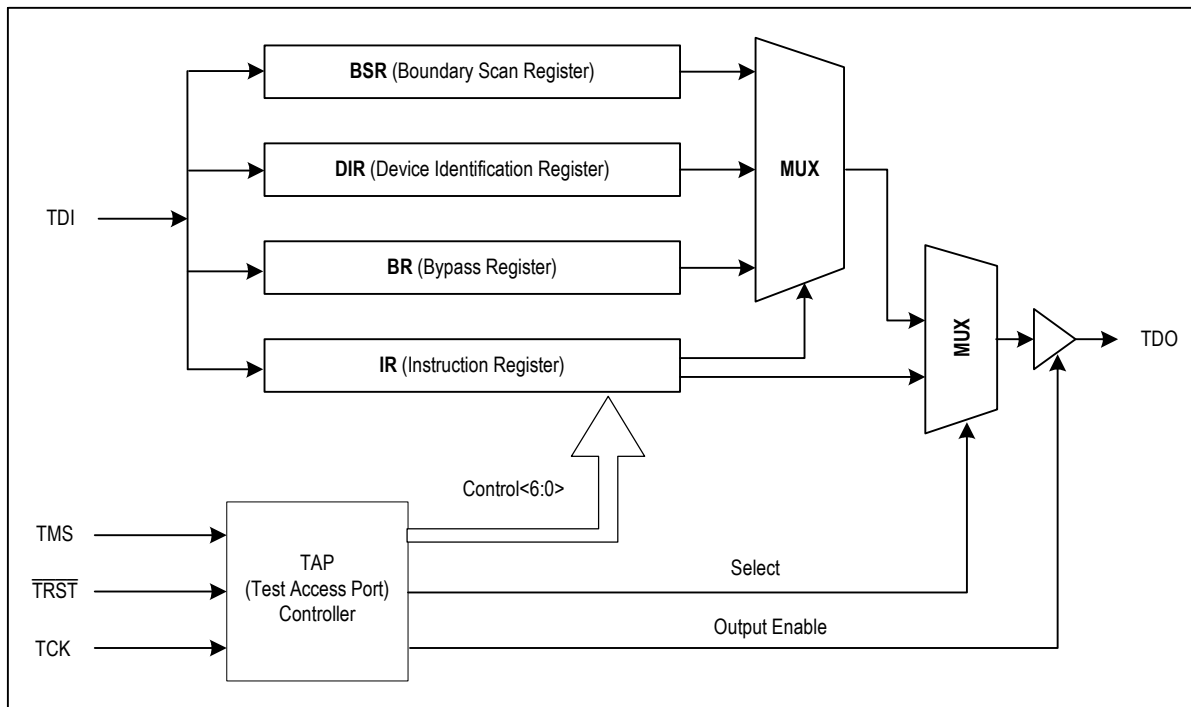 BSR (Boundary Scan Register)
DIR (Device Identification Register)
MUX
TDI
BR (Bypass Register)
MUX
TDO
IR (Instruction Register)
Control<6:0>
TMS
TAP
(Test Access Port)
Controller
Select
TRST
Output Enable
TCK